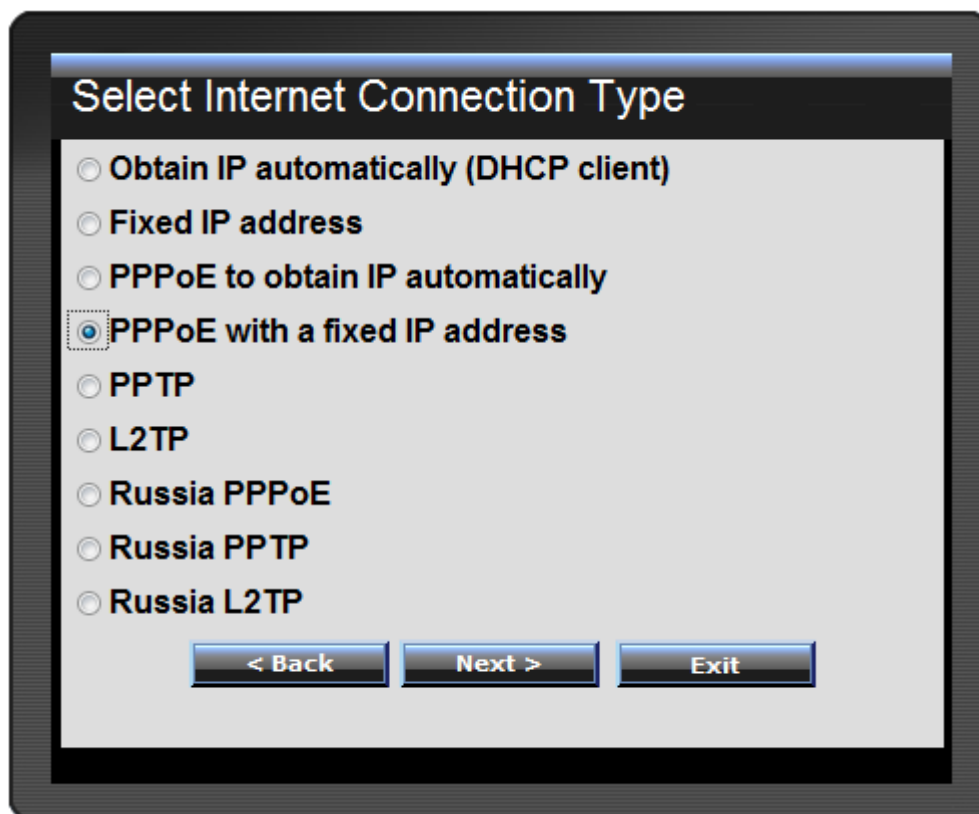 Select Internet Connection Type
Obtain IP automatically (DHCP client)
Fixed IP address
PPPoE to obtain IP automatically
PPPoE with a fixed IP address
PPTP
L2TP
Russia PPPoE
Russia PPTP
Russia L2TP
< Back Next > Exit